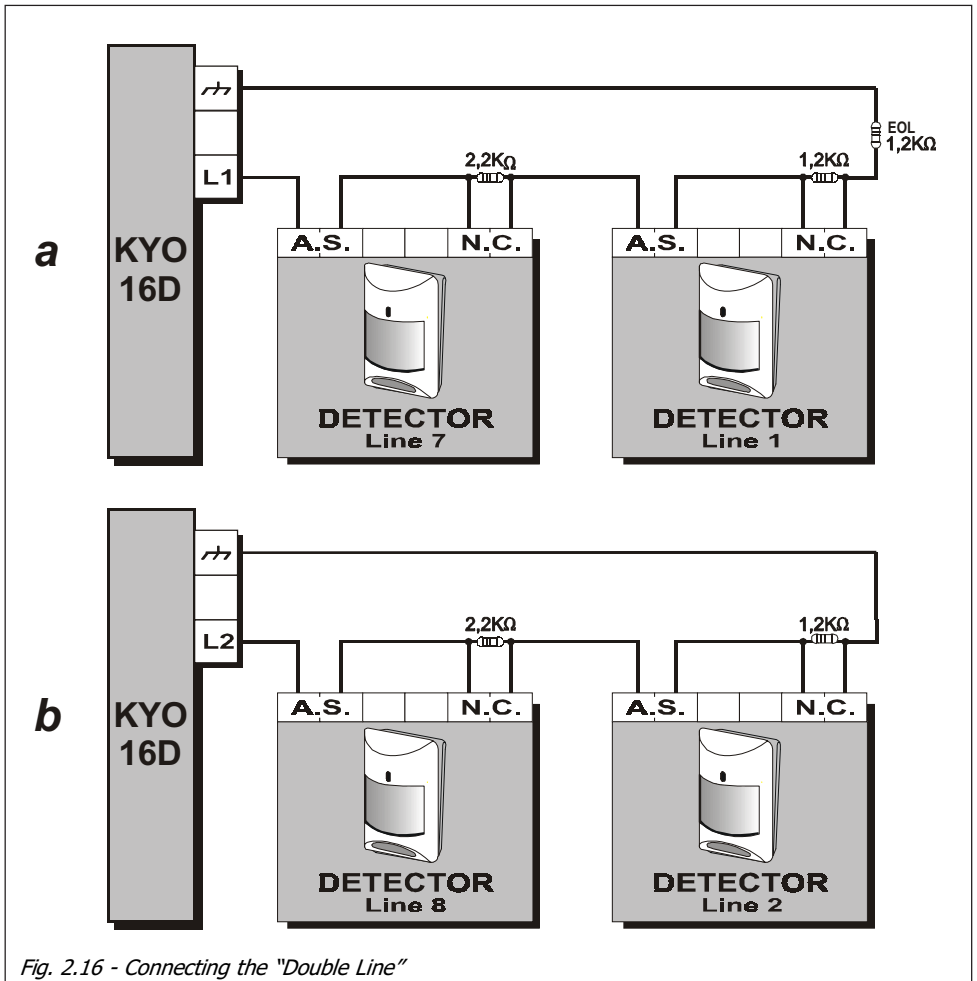 a
KYO
16D
L1
EOL
1,2KΩ
2,2KΩ
1,2KΩ
A.S.
N.C.
A.S.
N.C.
DETECTOR
Line 7
DETECTOR
Line 1
b
KYO
16D
L2
2,2KΩ
1,2KΩ
A.S.
N.C.
A.S.
N.C.
DETECTOR
Line 8
DETECTOR
Line 2
Fig. 2.16 - Connecting the “Double Line”